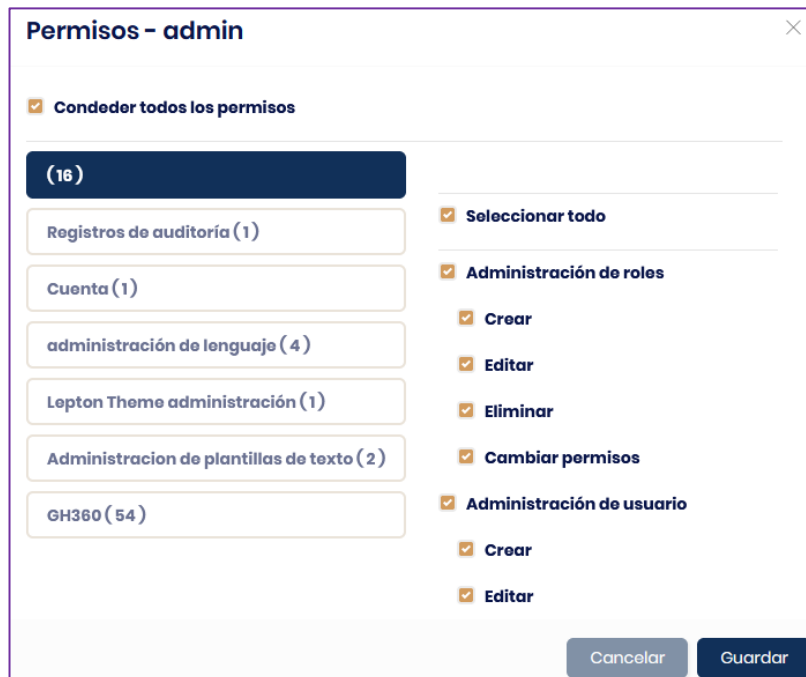 Permisos - admin
Condeder todos los permisos
(16)
Registros de auditoría (1)
Cuenta (1)
administración de lenguaje (4)
Lepton Theme administración (1)
Administracion de plantillas de texto (2)
GH360 (54)
Seleccionar todo
Administración de roles
Crear
Editar
Eliminar
Cambiar permisos
Administración de usuario
Crear
Editar
Cancelar
Guardar